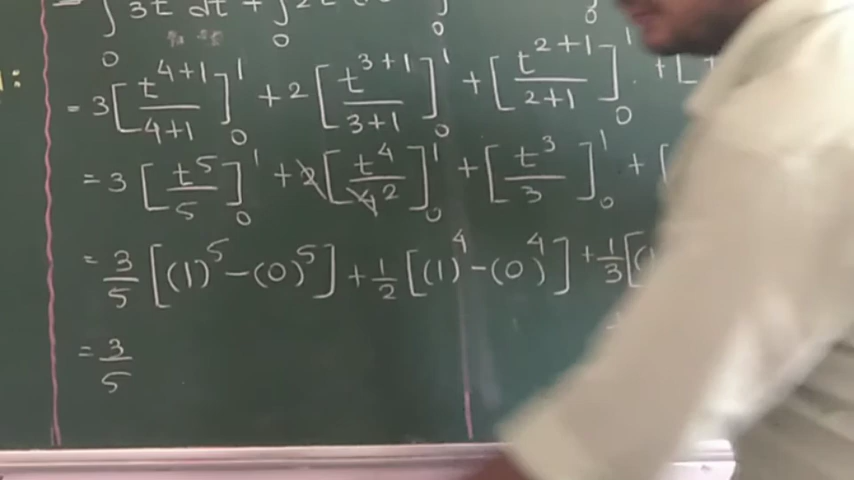 = ∫₀ 3t dt + ∫₀ 2t
:
= 3[t^(4+1)/(4+1)]₀¹ + 2[t^(3+1)/(3+1)]₀¹ + [t^(2+1)/(2+1)]₀¹ + [
= 3[t⁵/5]₀¹ + 2[t⁴/4 2]₀¹ + [t³/3]₀¹ + [
= 3/5[(1)⁵ - (0)⁵] + 1/2[(1)⁴ - (0)⁴] + 1/3[(1
+
= 3/5